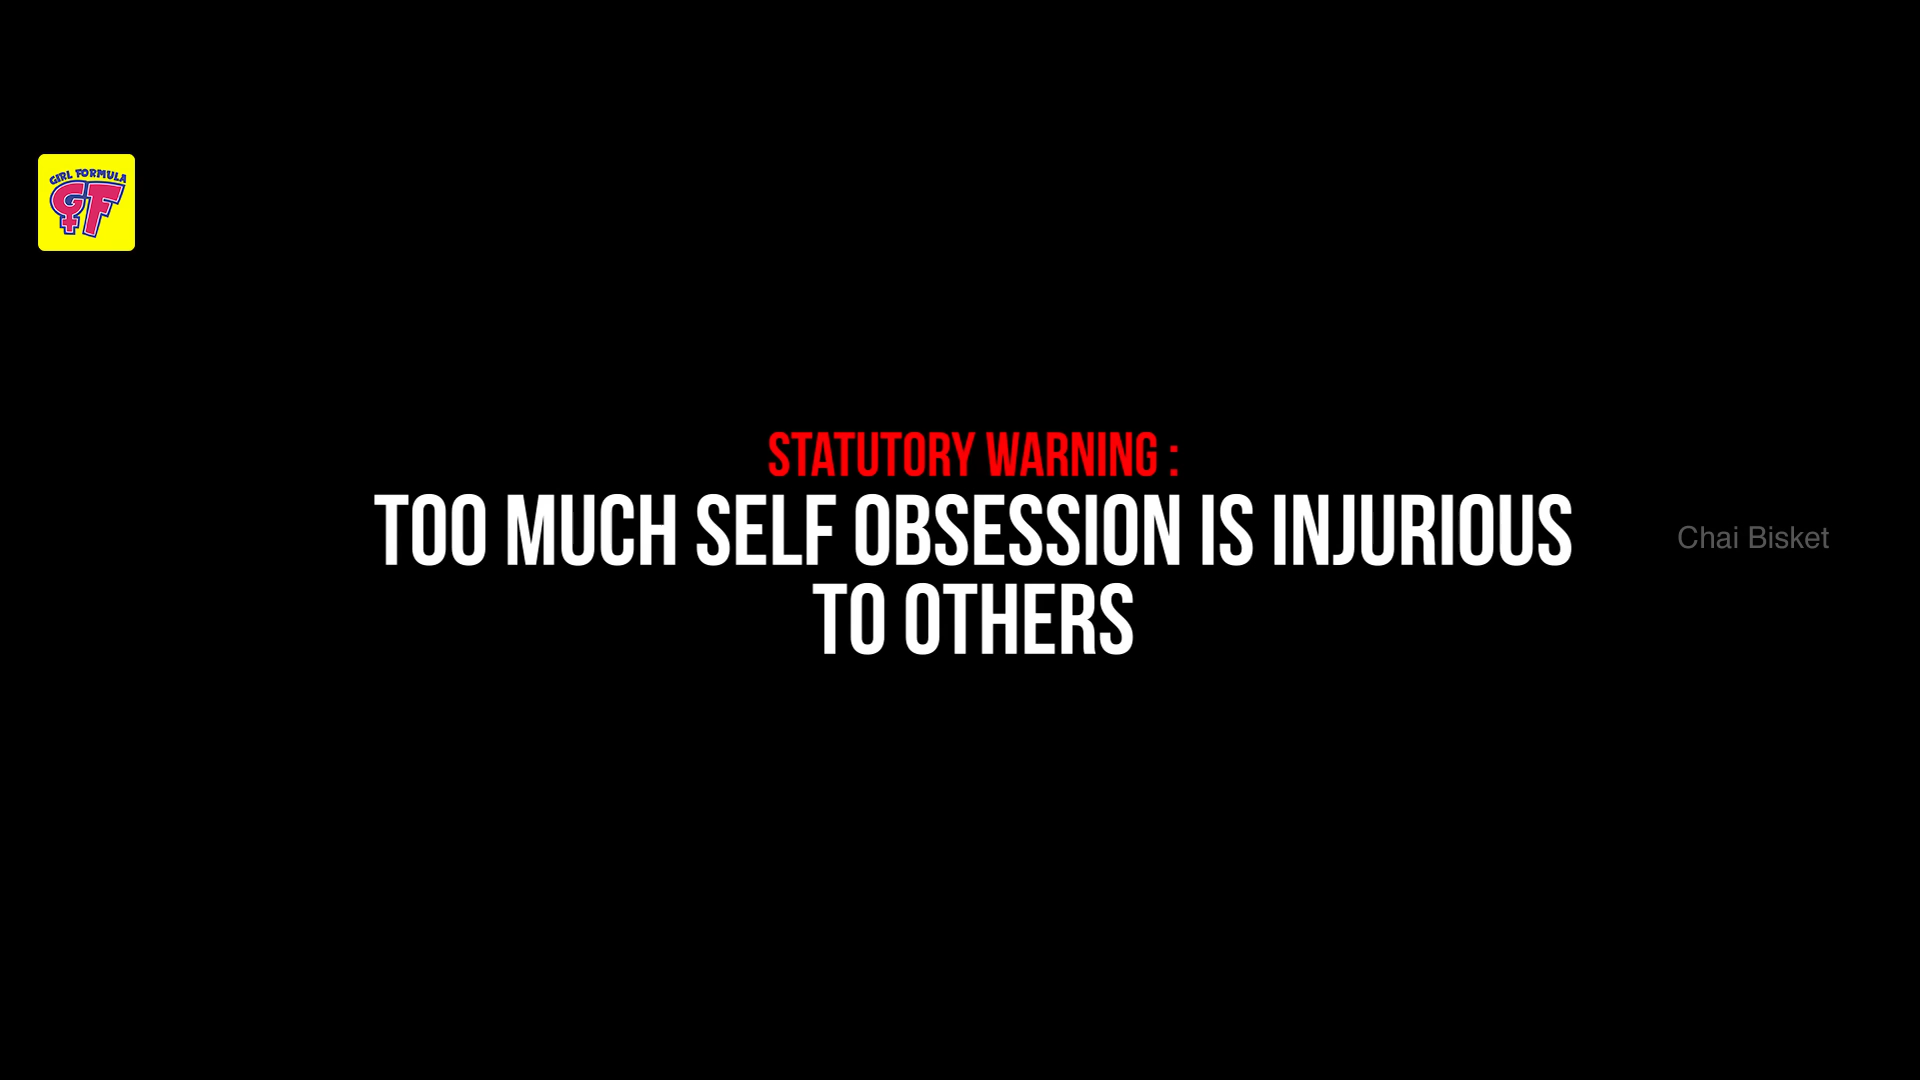 GIRL FORMULA
GF
STATUTORY WARNING :
TOO MUCH SELF OBSESSION IS INJURIOUS
TO OTHERS
Chai Bisket